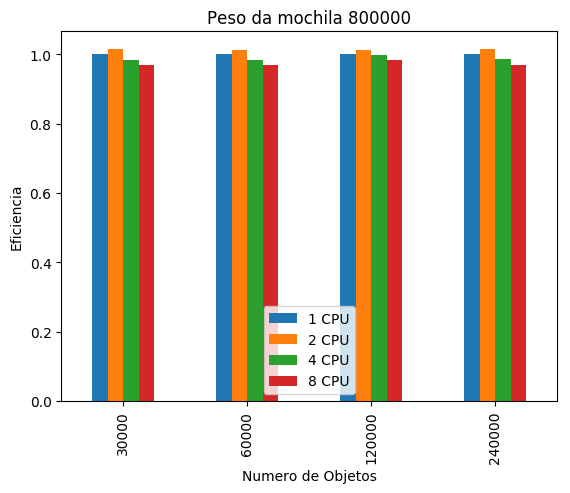 Peso da mochila 800000
Eficiencia
1.0
0.8
0.6
0.4
0.2
0.0
1 CPU
2 CPU
4 CPU
8 CPU
30000
60000
120000
240000
Numero de Objetos